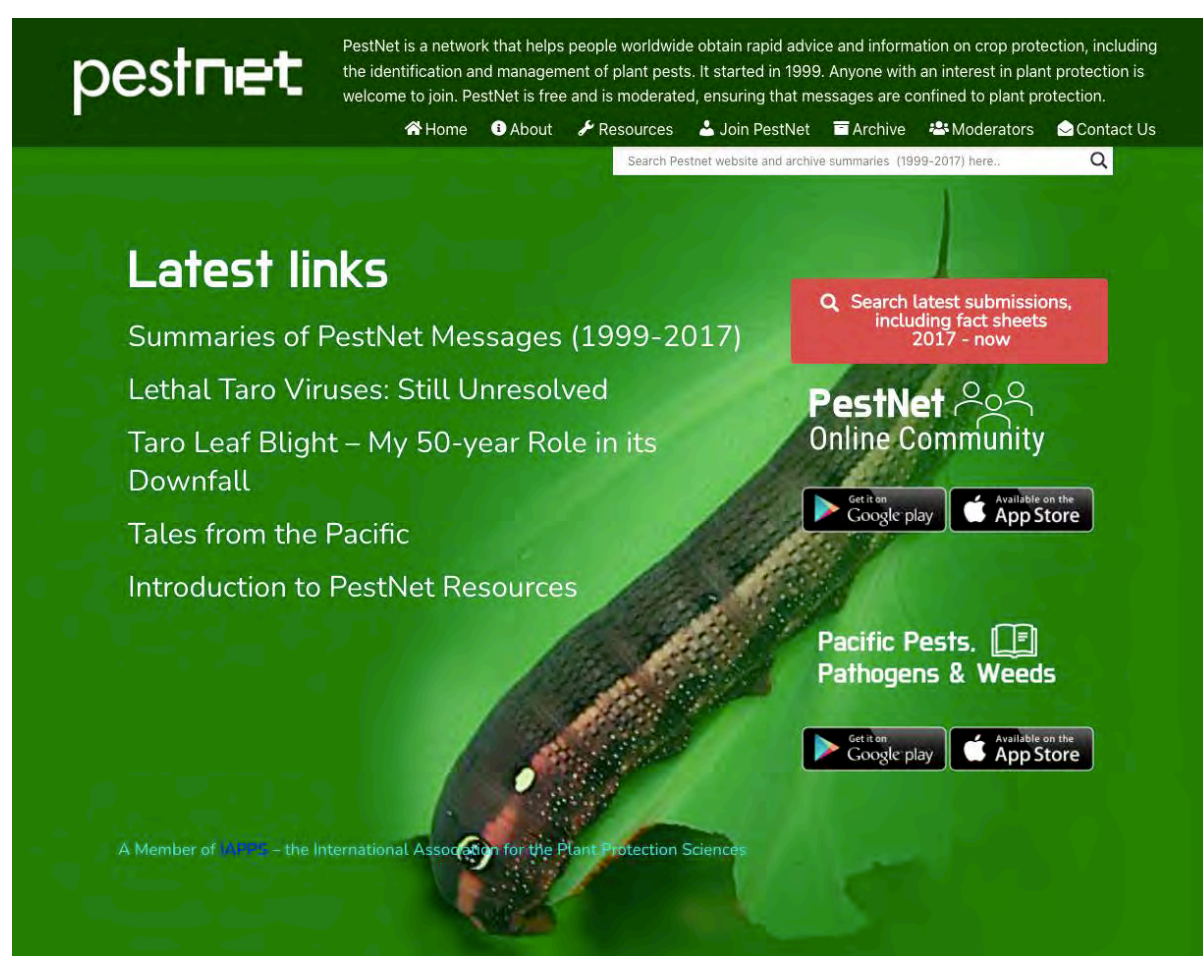 pestnet
PestNet is a network that helps people worldwide obtain rapid advice and information on crop protection, including
the identification and management of plant pests. It started in 1999. Anyone with an interest in plant protection is
welcome to join. PestNet is free and is moderated, ensuring that messages are confined to plant protection.
Home About Resources Join PestNet Archive Moderators Contact Us
Search Pestnet website and archive summaries (1999-2017) here..
Latest links
Summaries of PestNet Messages (1999-2017)
Lethal Taro Viruses: Still Unresolved
Taro Leaf Blight – My 50-year Role in its
Downfall
Tales from the Pacific
Introduction to PestNet Resources
Search latest submissions,
including fact sheets
2017 - now
PestNet
Online Community
Get it on
Google play
Available on the
App Store
Pacific Pests.
Pathogens & Weeds
Get it on
Google play
Available on the
App Store
A Member of IAPPS – the International Association for the Plant Protection Sciences